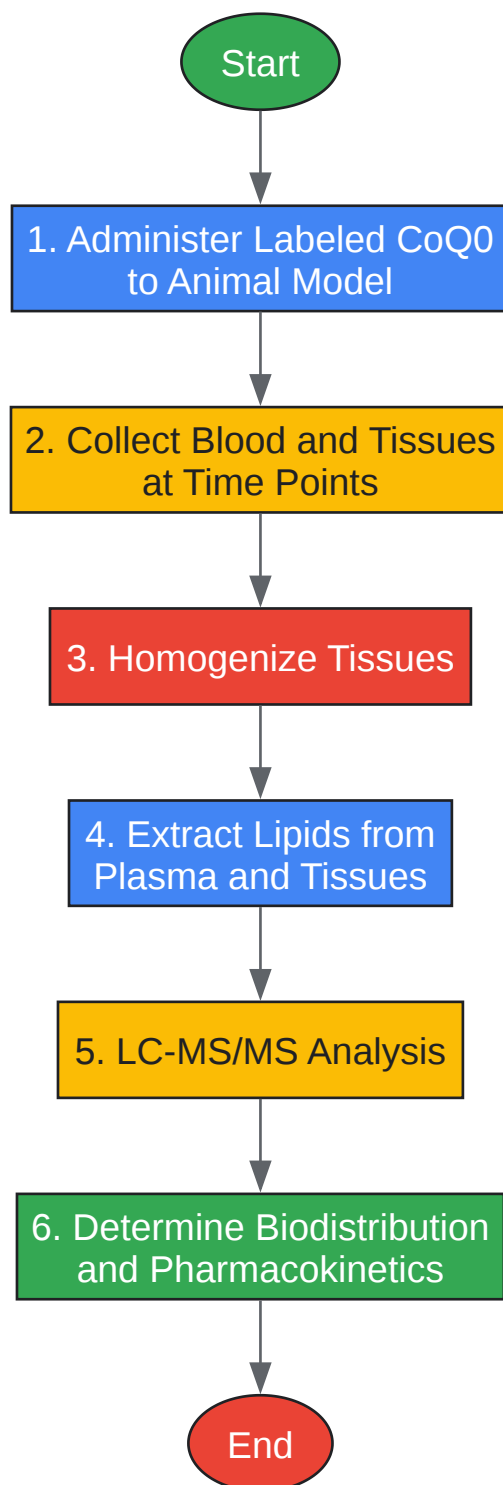 Start
1. Administer Labeled CoQ0
to Animal Model
2. Collect Blood and Tissues
at Time Points
3. Homogenize Tissues
4. Extract Lipids from
Plasma and Tissues
5. LC-MS/MS Analysis
6. Determine Biodistribution
and Pharmacokinetics
End